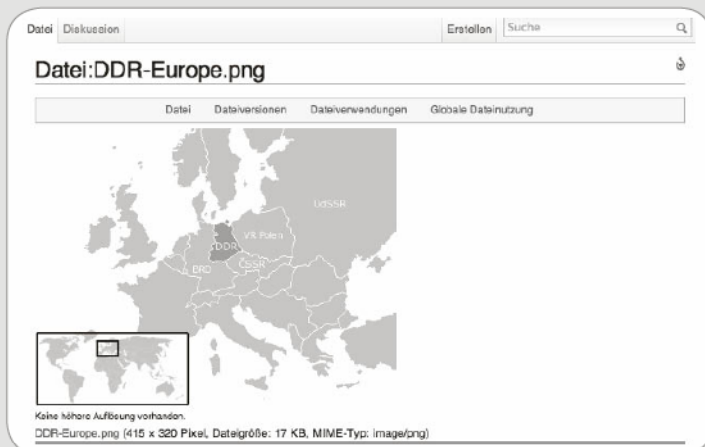 Datei Diskussion Erstellen Suche
Datei:DDR-Europe.png
Datei Dateiversionen Dateiverwendungen Globale Dateinutzung
UdSSR
VR Polen
DDR
BRD ČSSR
Keine höhere Auflösung vorhanden.
DDR-Europe.png (415 x 320 Pixel, Dateigröße: 17 KB, MIME-Typ: image/png)